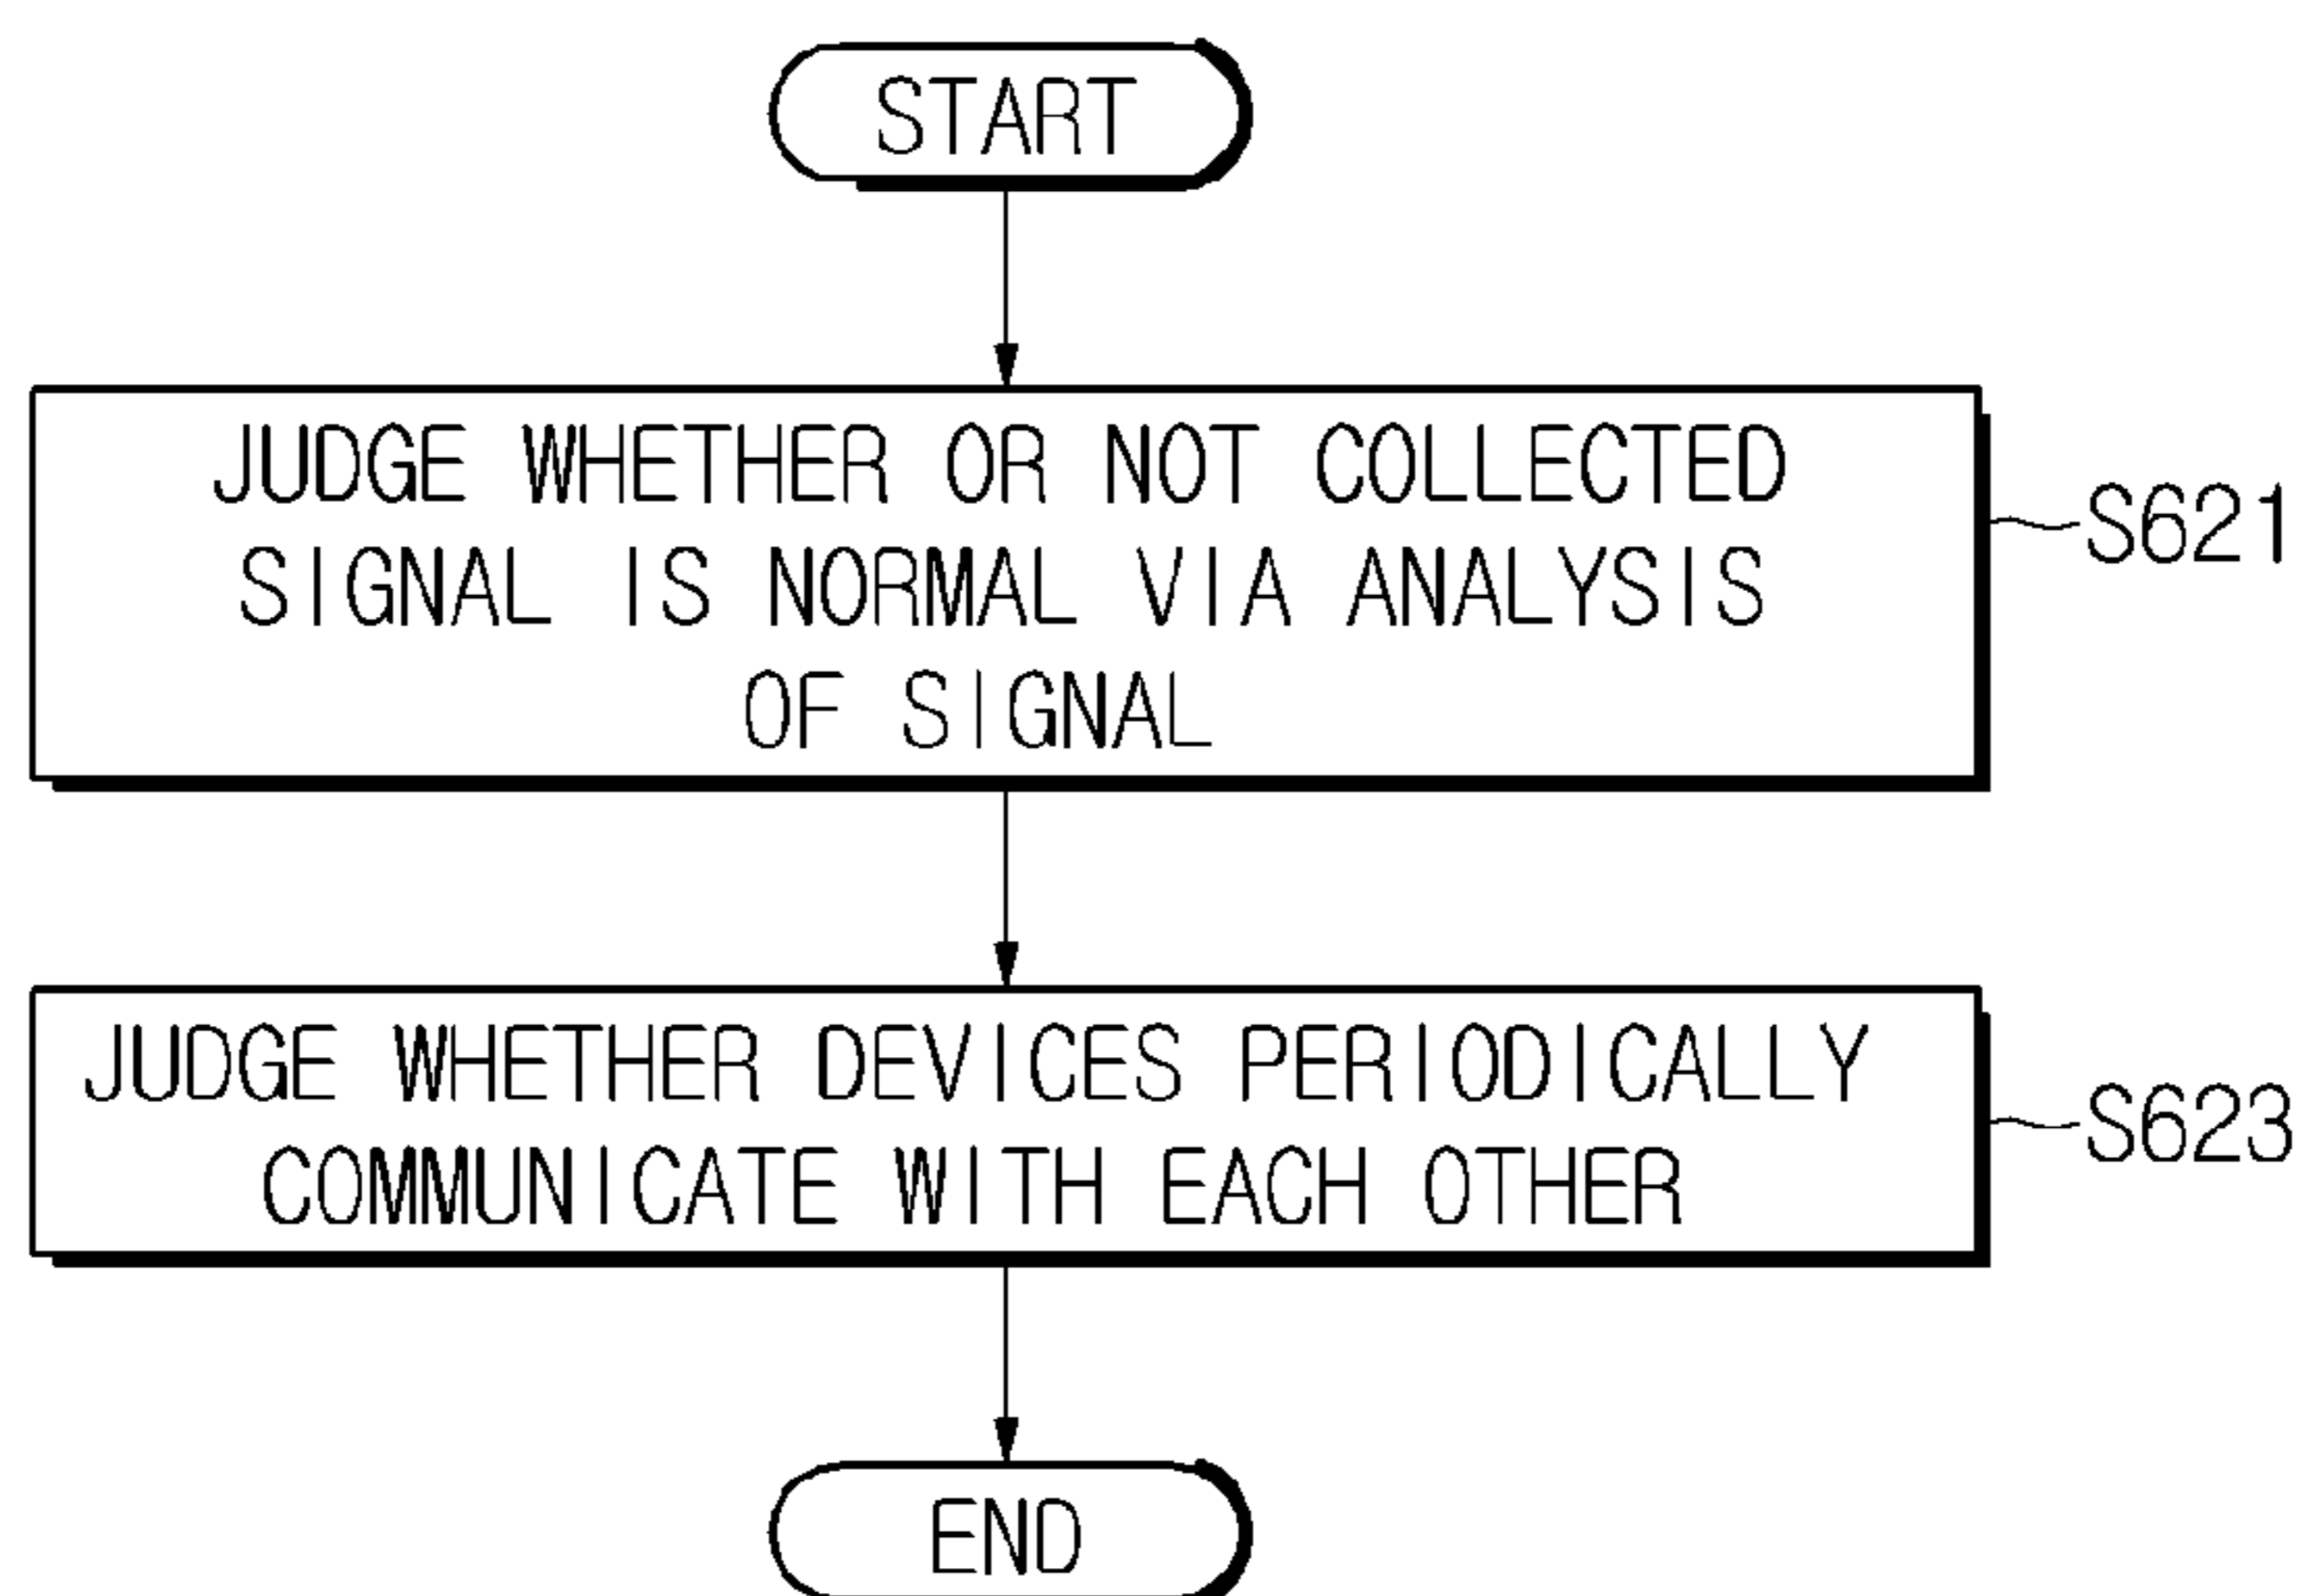 START
JUDGE WHETHER OR NOT COLLECTED
SIGNAL IS NORMAL VIA ANALYSIS
OF SIGNAL
S621
JUDGE WHETHER DEVICES PERIODICALLY
COMMUNICATE WITH EACH OTHER
S623
END